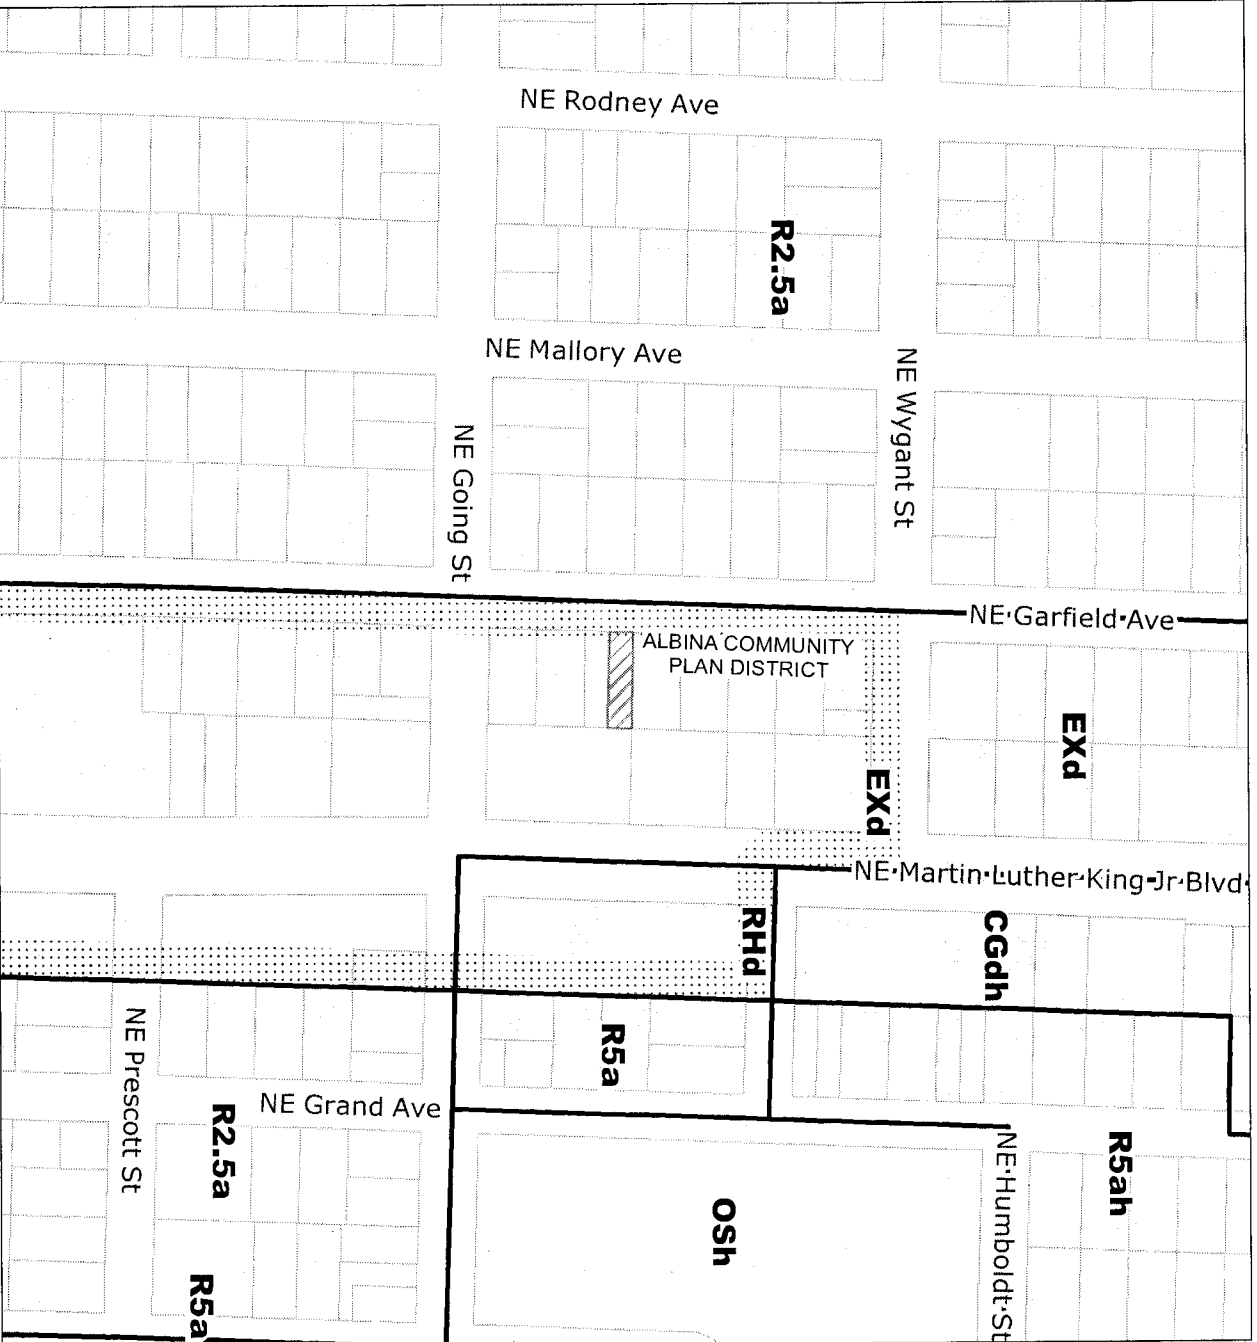 NE Rodney Ave
R2.5a
NE Mallory Ave
NE Wygant St
NE Going St
NE Garfield Ave
ALBINA COMMUNITY
PLAN DISTRICT
EXd
EXd
NE Martin Luther King Jr Blvd
RHd
CGdh
NE Prescott St
R5a
NE Grand Ave
R2.5a
NE Humboldt St
R5ah
OSh
R5a